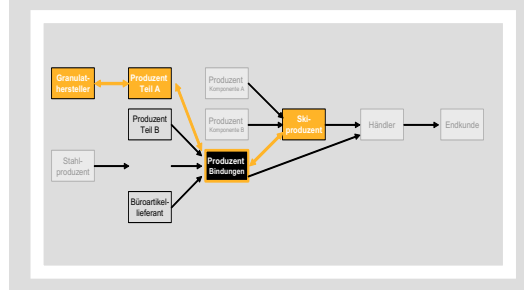 Granulat-
hersteller
Produzent
Teil A
Produzent
Komponente A
Produzent
Teil B
Produzent
Komponente B
Ski-
produzent
Händler
Endkunde
Stahl-
produzent
Produzent
Bindungen
Büroartikel-
lieferant